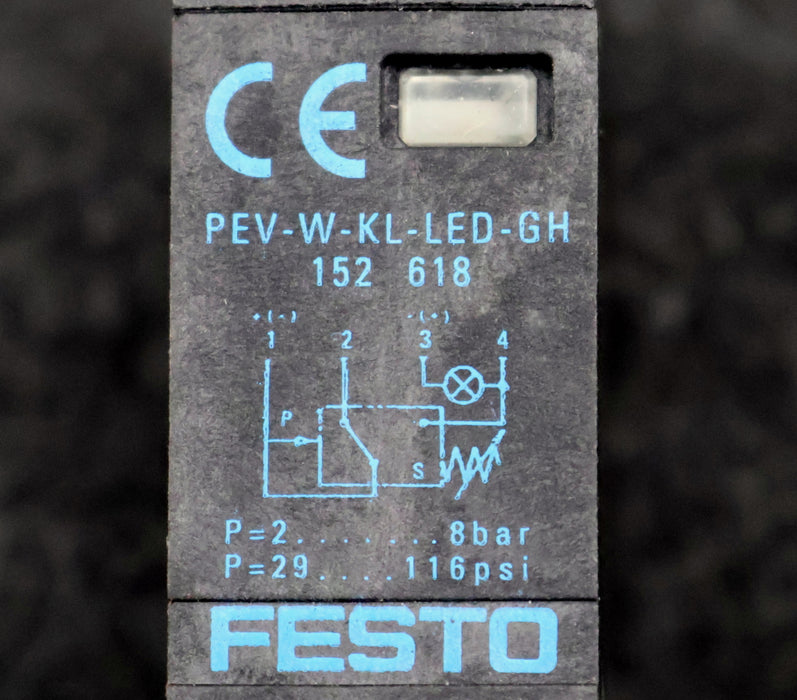 CE
PEV-W-KL-LED-GH
152 618
+(-) -(+)
1 2 3 4
P
S
P=2.......8bar
P=29....116psi
FESTO